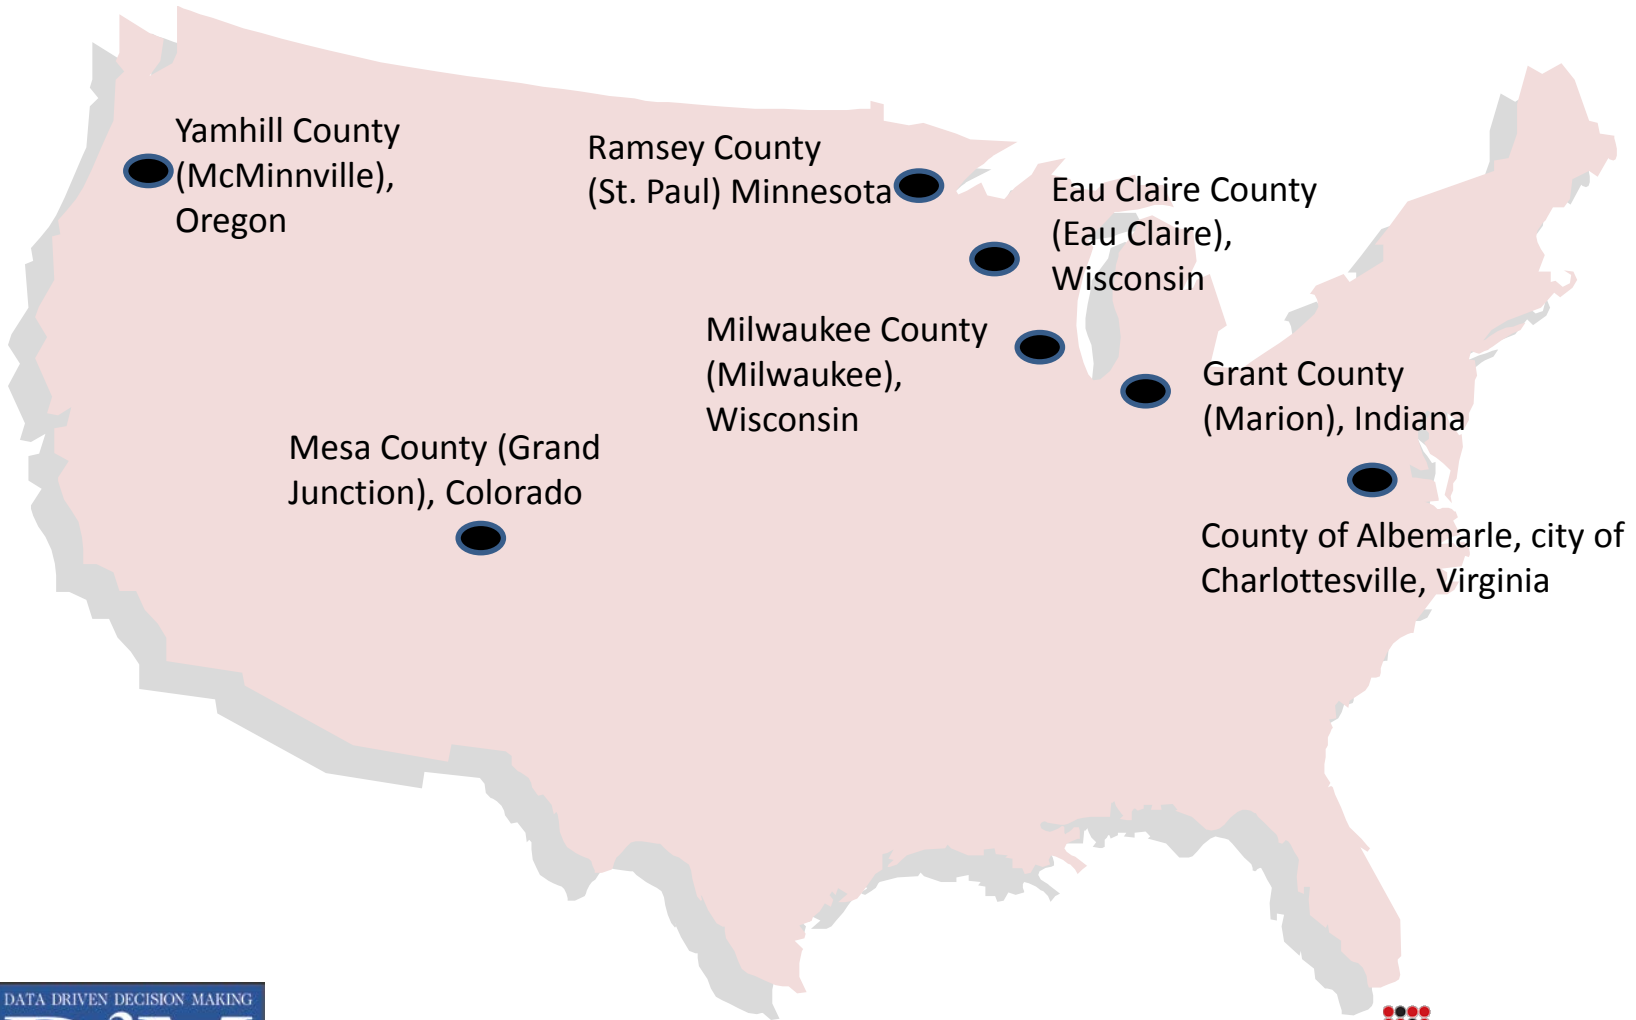 Yamhill County
(McMinnville),
Oregon
Ramsey County
(St. Paul) Minnesota
Eau Claire County
(Eau Claire),
Wisconsin
Milwaukee County
(Milwaukee),
Wisconsin
Grant County
(Marion), Indiana
Mesa County (Grand
Junction), Colorado
County of Albemarle, city of
Charlottesville, Virginia
DATA DRIVEN DECISION MAKING